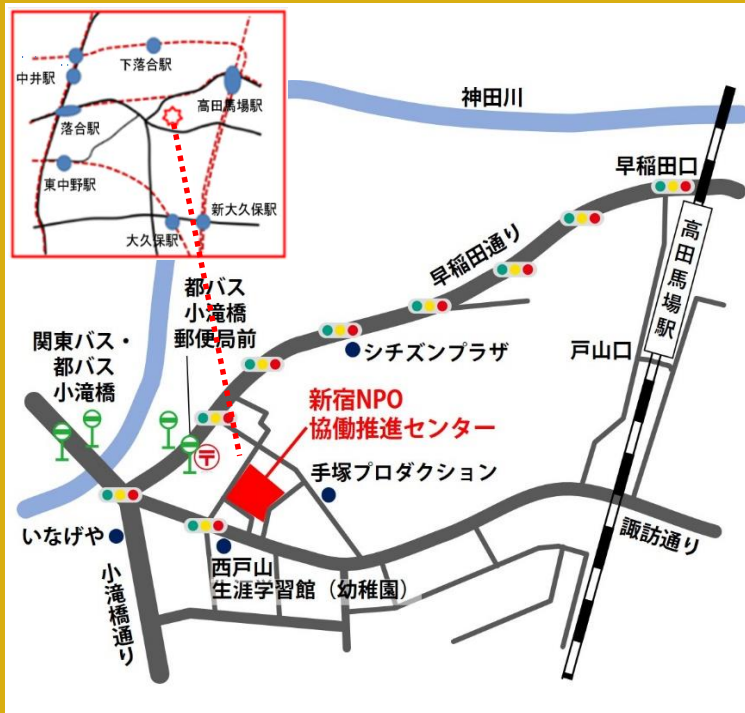 中井駅
下落合駅
高田馬場駅
落合駅
東中野駅
新大久保駅
大久保駅
神田川
早稲田口
早稲田通り
高田馬場駅
都バス
小滝橋
郵便局前
関東バス・
都バス
小滝橋
シチズンプラザ
戸山口
新宿NPO
協働推進センター
〒
手塚プロダクション
いなげや
西戸山
生涯学習館（幼稚園）
諏訪通り
小滝橋通り